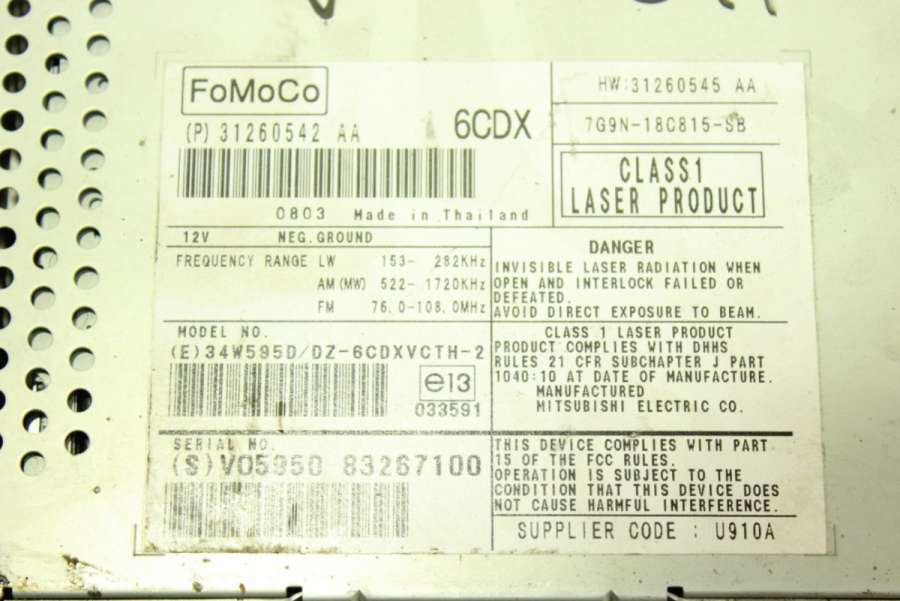 FoMoCo
(P) 31260542 AA
6CDX
HW:31260545 AA
7G9N-18C815-SB
CLASS1
LASER PRODUCT
0803 Made in Thailand
12V NEG.GROUND
FREQUENCY RANGE LW 153- 282KHz
AM(MW) 522- 1720KHz
FM 76.0-108.0MHz
MODEL NO.
(E)34W595D/DZ-6CDXVCTH-2
e13
033591
SERIAL NO.
(S)VO5950 83267100
DANGER
INVISIBLE LASER RADIATION WHEN
OPEN AND INTERLOCK FAILED OR
DEFEATED.
AVOID DIRECT EXPOSURE TO BEAM.
CLASS 1 LASER PRODUCT
PRODUCT COMPLIES WITH DHHS
RULES 21 CFR SUBCHAPTER J PART
1040:10 AT DATE OF MANUFACTURE.
MANUFACTURED
MITSUBISHI ELECTRIC CO.
THIS DEVICE COMPLIES WITH PART
15 OF THE FCC RULES.
OPERATION IS SUBJECT TO THE
CONDITION THAT THIS DEVICE DOES
NOT CAUSE HARMFUL INTERFERENCE.
SUPPLIER CODE : U910A